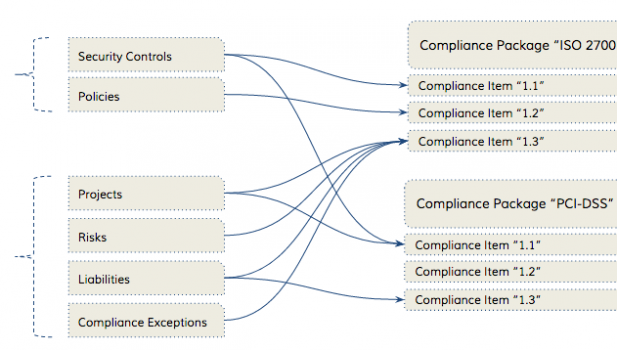 Security Controls
Policies
Projects
Risks
Liabilities
Compliance Exceptions
Compliance Package “ISO 2700
Compliance Item “1.1”
Compliance Item “1.2”
Compliance Item “1.3”
Compliance Package “PCI-DSS”
Compliance Item “1.1”
Compliance Item “1.2”
Compliance Item “1.3”